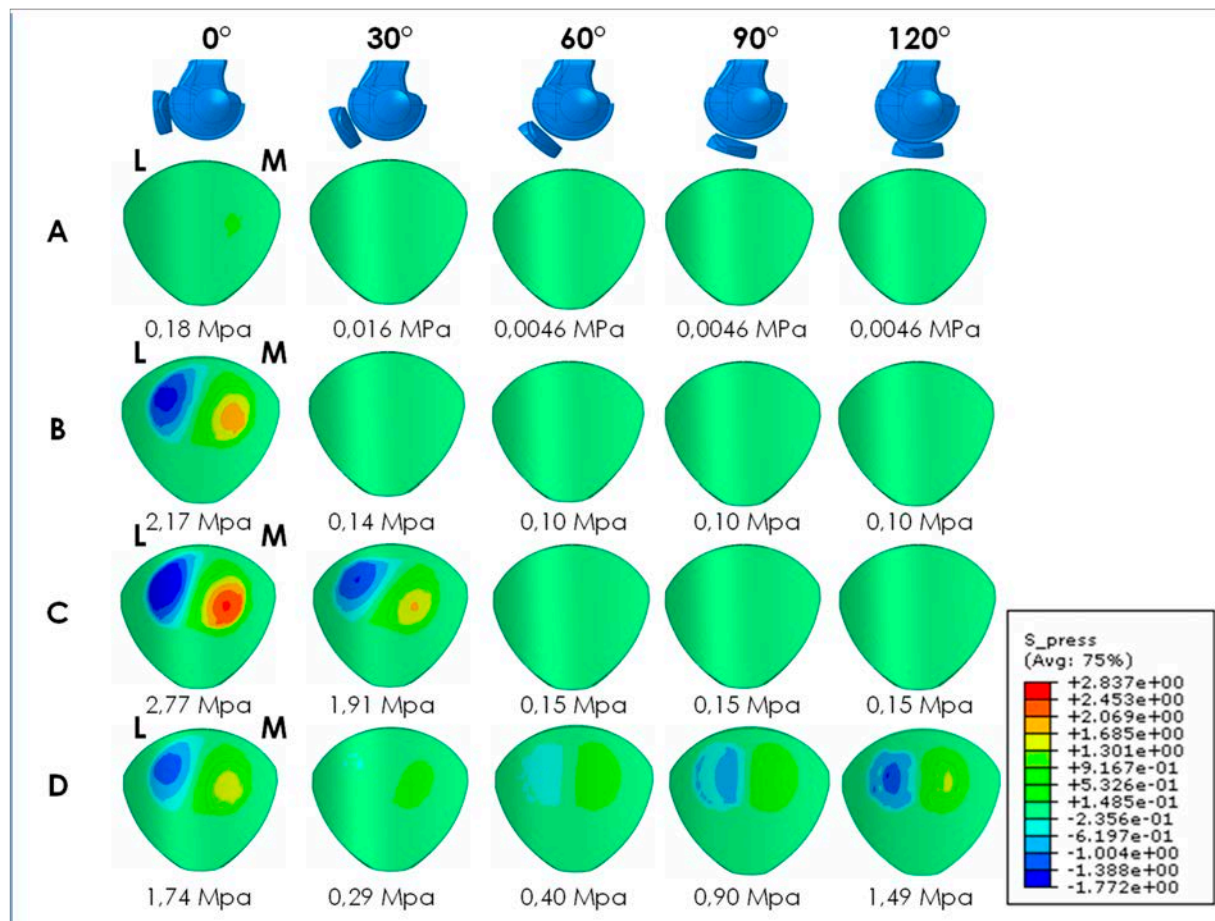 0° 30° 60° 90° 120°
L M
A
0,18 Mpa 0,016 MPa 0,0046 MPa 0,0046 MPa 0,0046 MPa
L M
B
2,17 Mpa 0,14 Mpa 0,10 Mpa 0,10 Mpa 0,10 Mpa
L M
C
2,77 Mpa 1,91 Mpa 0,15 Mpa 0,15 Mpa 0,15 Mpa
L M
D
1,74 Mpa 0,29 Mpa 0,40 Mpa 0,90 Mpa 1,49 Mpa
S_press
(Avg: 75%)
+2.837e+00
+2.453e+00
+2.069e+00
+1.685e+00
+1.301e+00
+9.167e-01
+5.326e-01
+1.485e-01
-2.356e-01
-6.197e-01
-1.004e+00
-1.388e+00
-1.772e+00